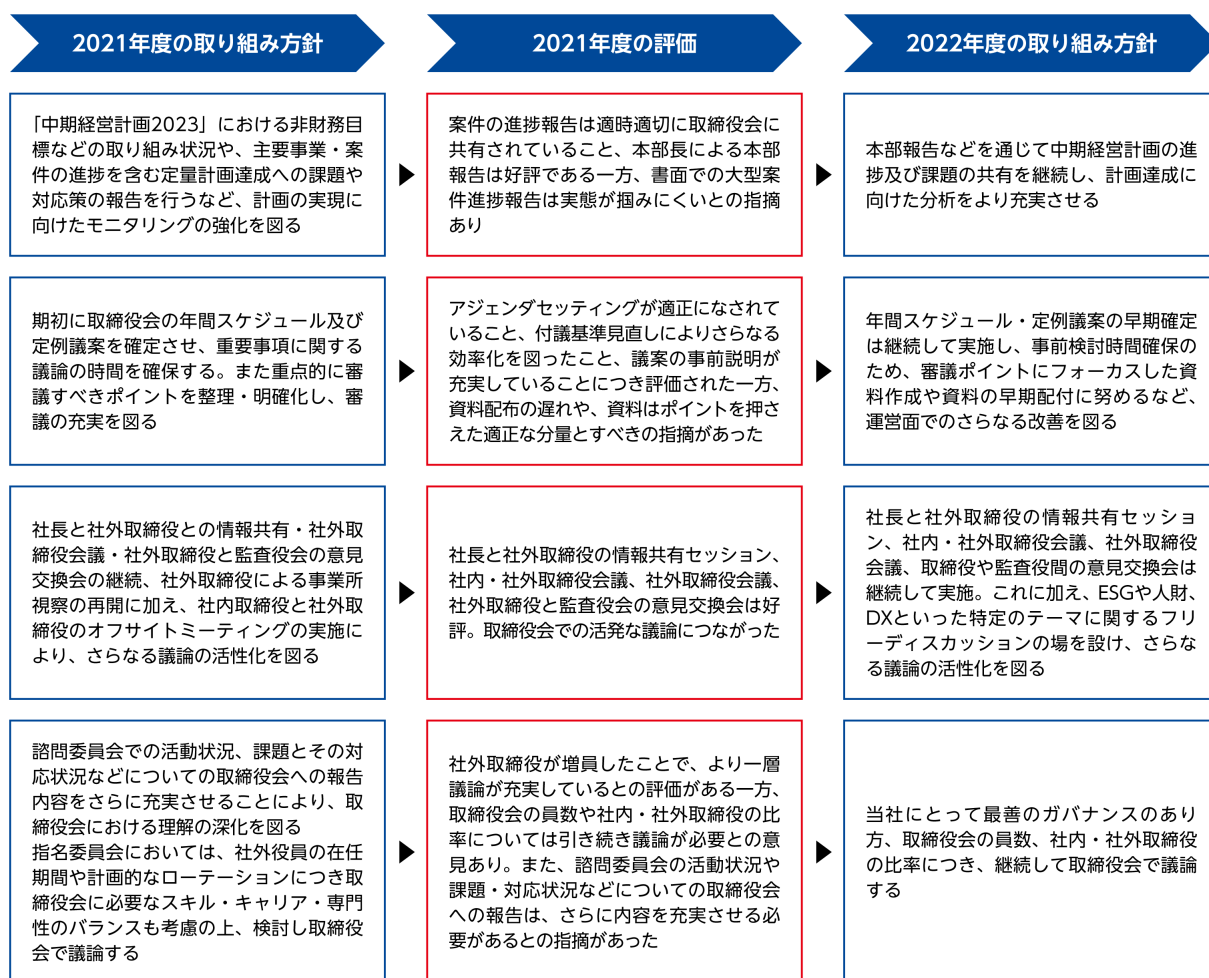 2021年度の取り組み方針
2021年度の評価
2022年度の取り組み方針
「中期経営計画2023」における非財務目
標などの取り組み状況や、主要事業・案
件の進捗を含む定量計画達成への課題や
対応策の報告を行うなど、計画の実現に
向けたモニタリングの強化を図る
案件の進捗報告は適時適切に取締役会に
共有されていること、本部長による本部
報告は好評である一方、書面での大型案
件進捗報告は実態が掴みにくいとの指摘
あり
本部報告などを通じて中期経営計画の進
捗及び課題の共有を継続し、計画達成に
向けた分析をより充実させる
期初に取締役会の年間スケジュール及び
定例議案を確定させ、重要事項に関する
議論の時間を確保する。また重点的に審
議すべきポイントを整理・明確化し、審
議の充実を図る
アジェンダセッティングが適正になされて
いること、付議基準見直しによりさらなる
効率化を図ったこと、議案の事前説明が
充実していることにつき評価された一方、
資料配布の遅れや、資料はポイントを押さ
えた適正な分量とすべきの指摘があった
年間スケジュール・定例議案の早期確定
は継続して実施し、事前検討時間確保の
ため、審議ポイントにフォーカスした資
料作成や資料の早期配付に努めるなど、
運営面でのさらなる改善を図る
社長と社外取締役との情報共有・社外取
締役会議・社外取締役と監査役会の意見
交換会の継続、社外取締役による事業所
視察の再開に加え、社内取締役と社外取
締役のオフサイトミーティングの実施に
より、さらなる議論の活性化を図る
社長と社外取締役の情報共有セッション、
社内・社外取締役会議、社外取締役会議、
社外取締役と監査役会の意見交換会は好
評。取締役会での活発な議論につながった
社長と社外取締役の情報共有セッショ
ン、社内・社外取締役会議、社外取締役
会議、取締役や監査役間の意見交換会は
継続して実施。これに加え、ESGや人財、
DXといった特定のテーマに関するフリ
ーディスカッションの場を設け、さらな
る議論の活性化を図る
諮問委員会での活動状況、課題とその対
応状況などについての取締役会への報告
内容をさらに充実させることにより、取
締役会における理解の深化を図る
指名委員会においては、社外役員の在任
期間や計画的なローテーションにつき取
締役会に必要なスキル・キャリア・専門
性のバランスも考慮の上、検討し取締役
会で議論する
社外取締役が増員したことで、より一層
議論が充実しているとの評価がある一方、
取締役会の員数や社内・社外取締役の比
率については引き続き議論が必要との意
見あり。また、諮問委員会の活動状況や
課題・対応状況などについての取締役会
への報告は、さらに内容を充実させる必
要があるとの指摘があった
当社にとって最善のガバナンスのあり
方、取締役会の員数、社内・社外取締役
の比率につき、継続して取締役会で議論
する